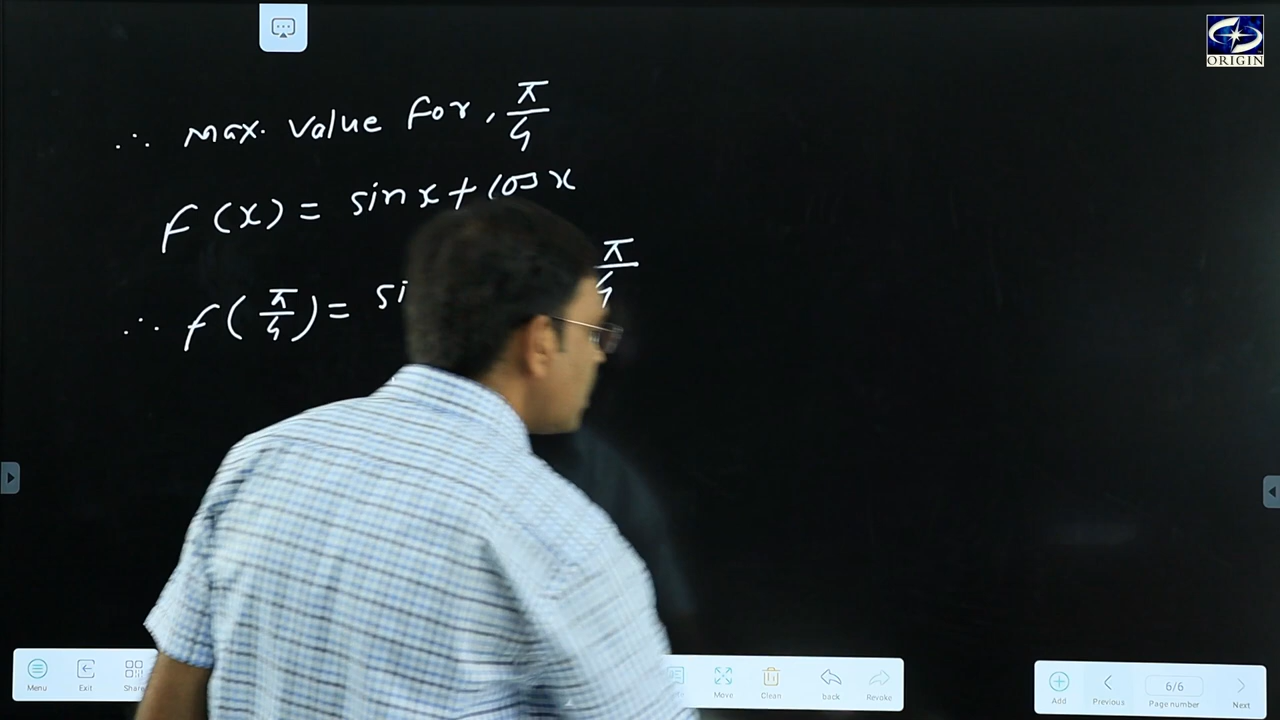 ORIGIN
∴ max. value for, π/4
f(x) = sin x + cos x
∴ f(π/4) = si π/4
Menu Exit Share Move Clean back Revoke Add Previous 6/6 Page number Next